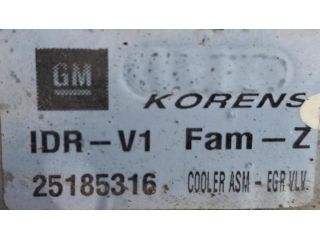 GM
KORENS
IDR-V1 Fam-Z
25185316 COOLER ASM - EGR VLV